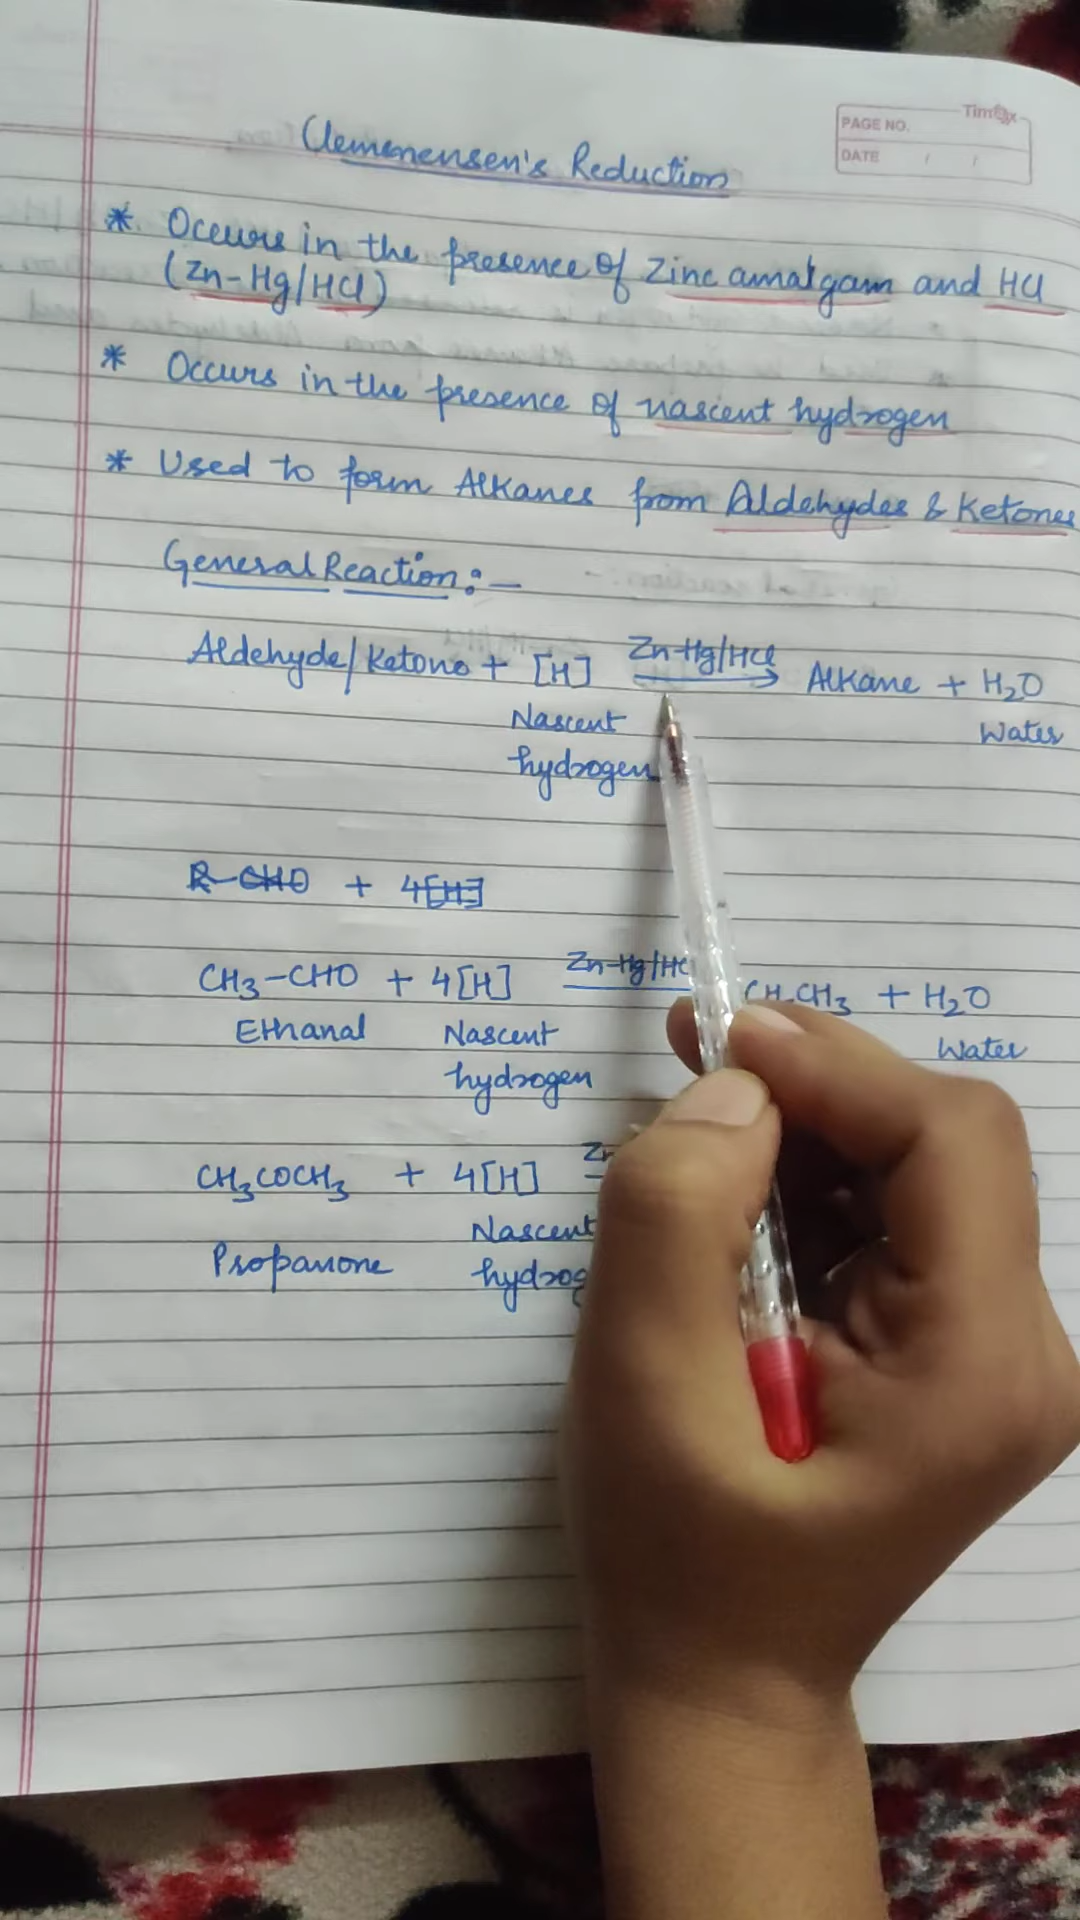 Timex
PAGE NO.
DATE / /
Clemenensen's Reduction
* Occurs in the presence of Zinc amalgam and HCl
(Zn-Hg/HCl)
* Occurs in the presence of nascent hydrogen
* Used to form Alkanes from Aldehydes & Ketones
General Reaction:-
Aldehyde/Ketone + [H] Zn-Hg/HCl → Alkane + H₂O
Nascent hydrogen Water
R-CHO + 4[H]
CH₃-CHO + 4[H] Zn-Hg/HCl CH₃CH₃ + H₂O
Ethanal Nascent hydrogen Water
CH₃COCH₃ + 4[H]
Propanone Nascent